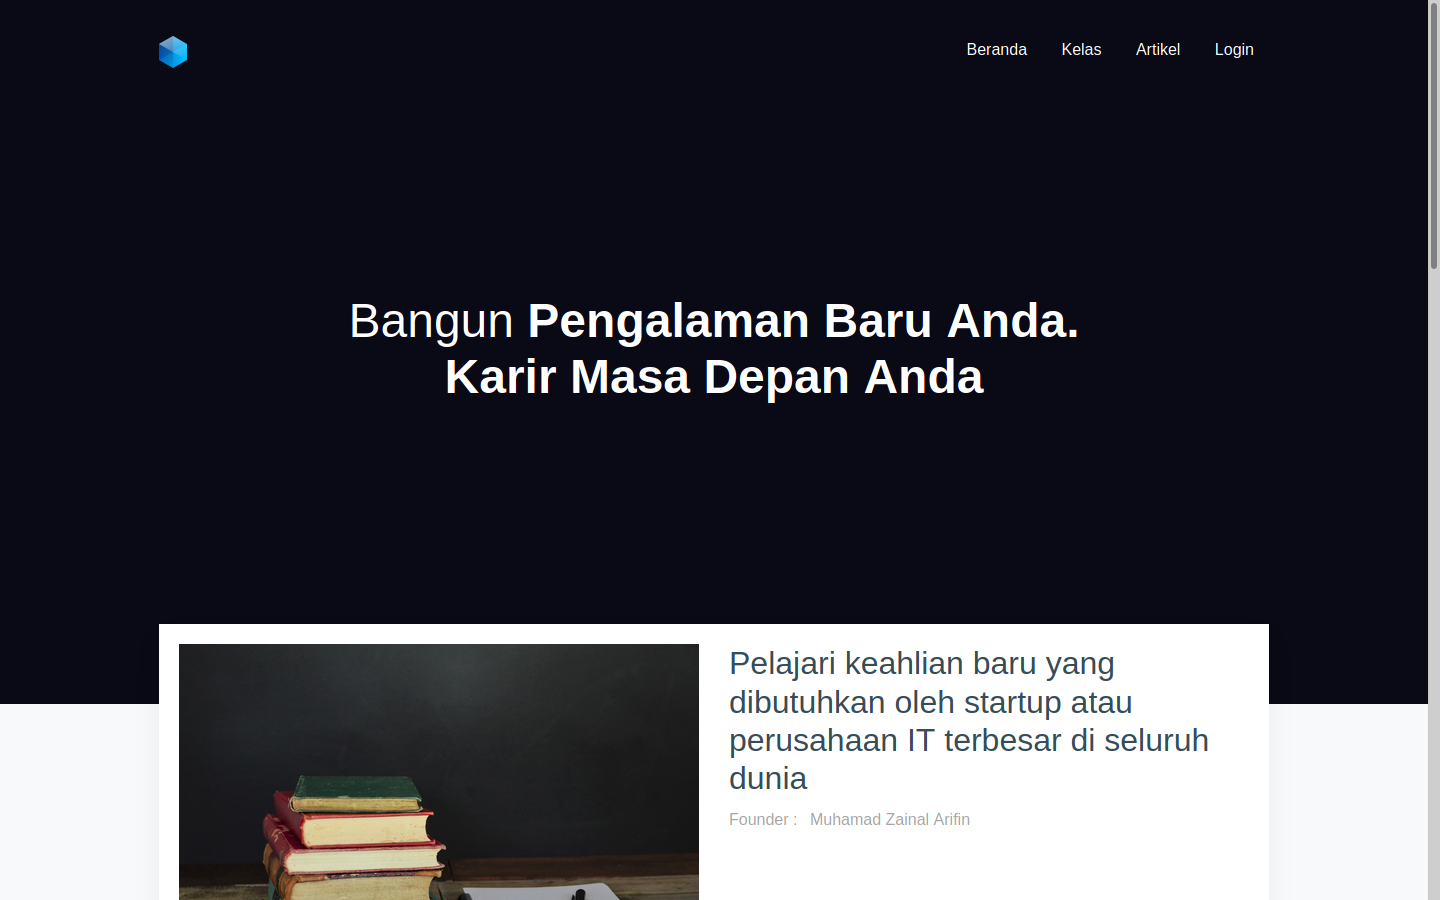 Beranda Kelas Artikel Login
Bangun Pengalaman Baru Anda.
Karir Masa Depan Anda
Pelajari keahlian baru yang
dibutuhkan oleh startup atau
perusahaan IT terbesar di seluruh
dunia
Founder : Muhamad Zainal Arifin